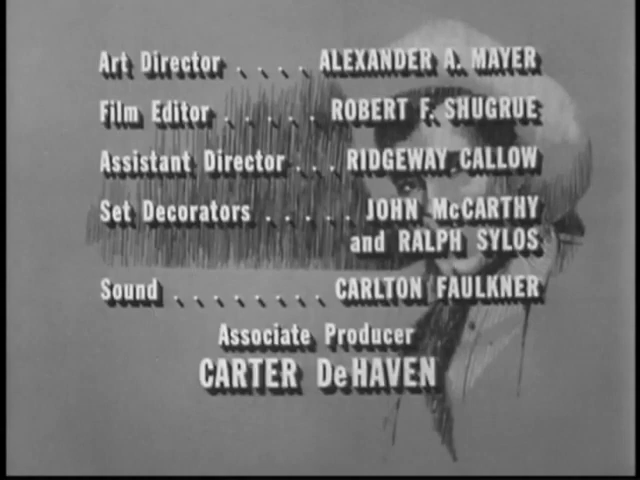 Art Director . . . . ALEXANDER A. MAYER
Film Editor . . . . . ROBERT F. SHUGRUE
Assistant Director . . . RIDGEWAY CALLOW
Set Decorators . . . . . JOHN McCARTHY
and RALPH SYLOS
Sound . . . . . . . . CARLTON FAULKNER
Associate Producer
CARTER DeHAVEN